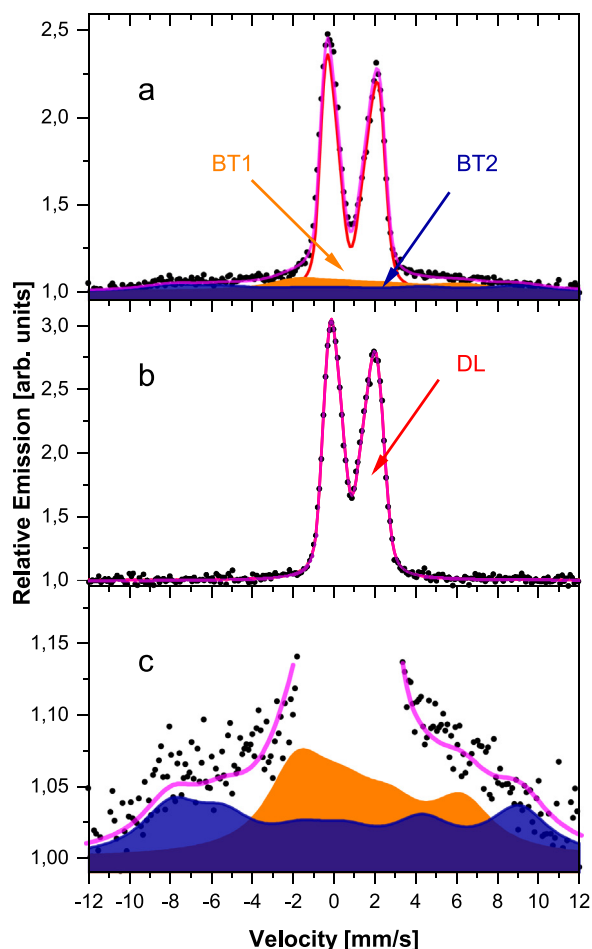 2,5
a
BT1
BT2
2,0
1,5
1,0
3,0
b
DL
2,5
2,0
1,5
1,0
Relative Emission [arb. units]
1,15
c
1,10
1,05
1,00
-12 -10 -8 -6 -4 -2 0 2 4 6 8 10 12
Velocity [mm/s]